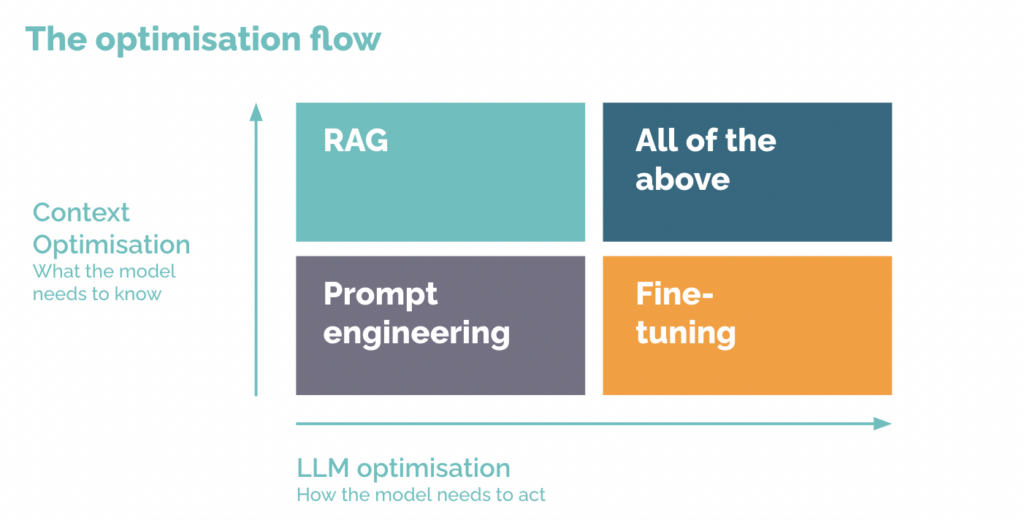 The optimisation flow
RAG
All of the
above
Context
Optimisation
What the model
needs to know
Prompt
engineering
Fine-
tuning
LLM optimisation
How the model needs to act